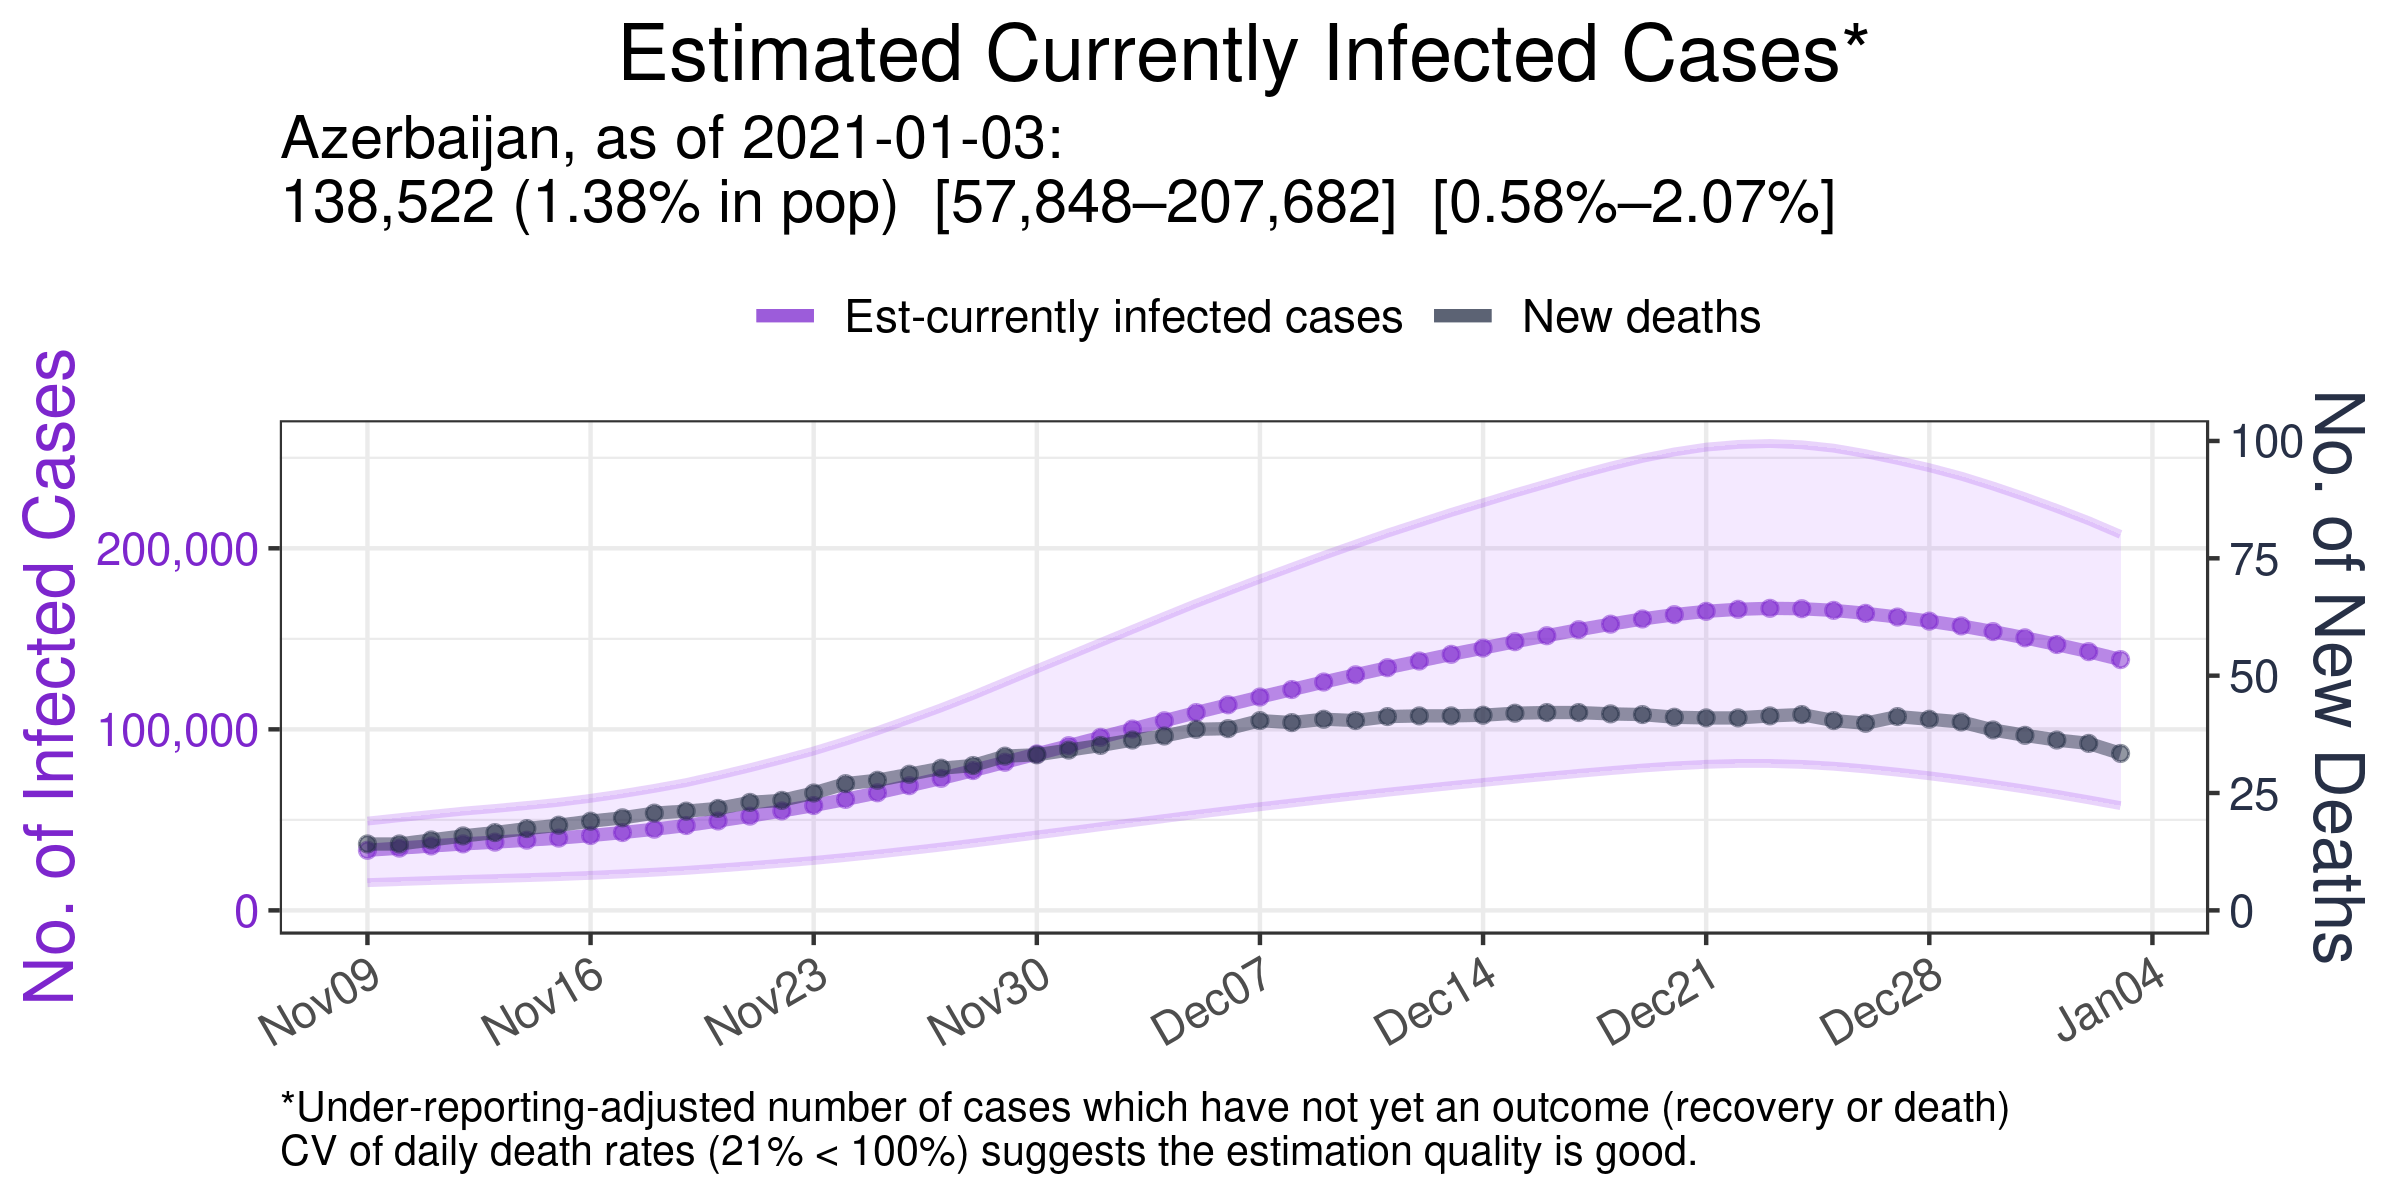 Estimated Currently Infected Cases*
Azerbaijan, as of 2021-01-03:
138,522 (1.38% in pop) [57,848–207,682] [0.58%–2.07%]
Est-currently infected cases
New deaths
No. of Infected Cases
200,000
100,000
0
No. of New Deaths
100
75
50
25
0
Nov09
Nov16
Nov23
Nov30
Dec07
Dec14
Dec21
Dec28
Jan04
*Under-reporting-adjusted number of cases which have not yet an outcome (recovery or death)
CV of daily death rates (21% < 100%) suggests the estimation quality is good.